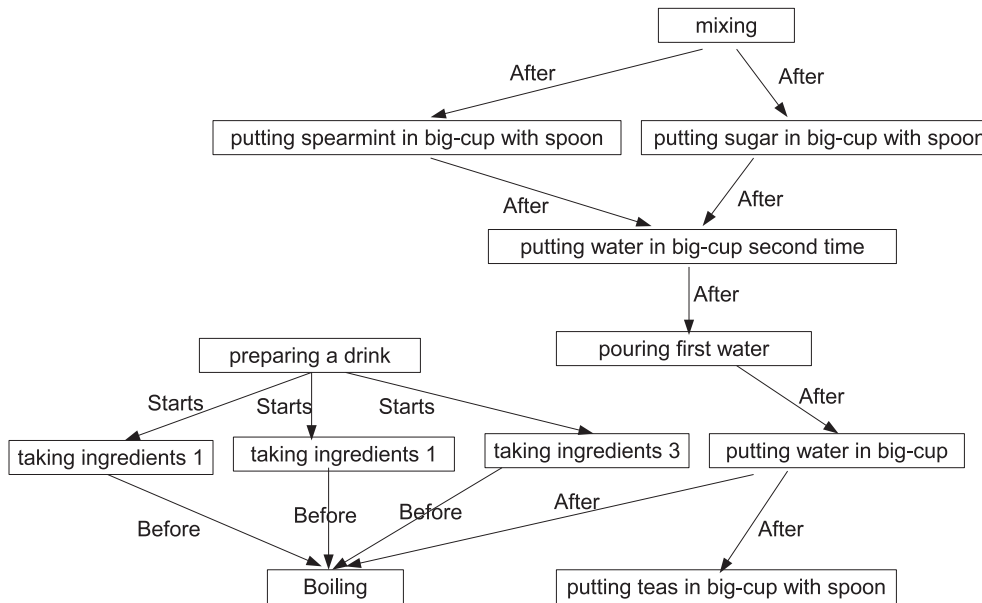 mixing
After
After
putting spearmint in big-cup with spoon
putting sugar in big-cup with spoon
After
After
putting water in big-cup second time
After
preparing a drink
pouring first water
Starts
Starts
Starts
After
taking ingredients 1
taking ingredients 1
taking ingredients 3
putting water in big-cup
Before
Before
Before
After
After
Boiling
putting teas in big-cup with spoon